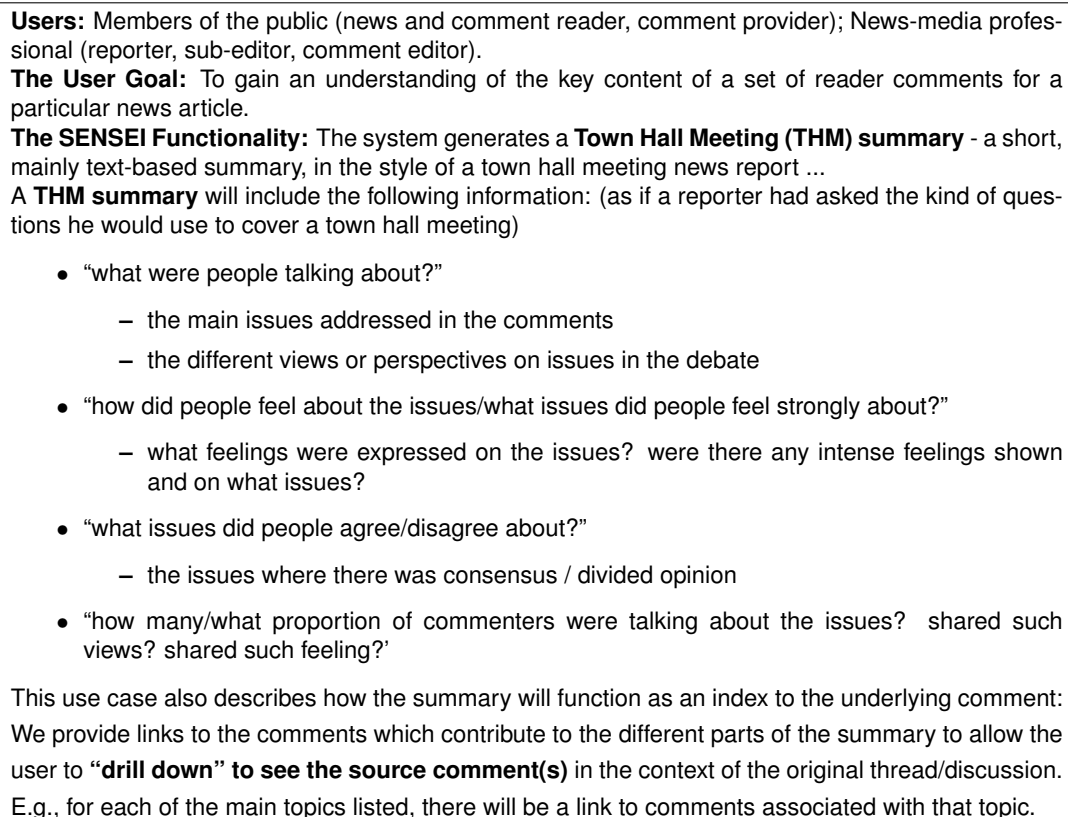 Users: Members of the public (news and comment reader, comment provider); News-media profes-
sional (reporter, sub-editor, comment editor).
The User Goal: To gain an understanding of the key content of a set of reader comments for a
particular news article.
The SENSEI Functionality: The system generates a Town Hall Meeting (THM) summary - a short,
mainly text-based summary, in the style of a town hall meeting news report ...
A THM summary will include the following information: (as if a reporter had asked the kind of ques-
tions he would use to cover a town hall meeting)
• “what were people talking about?”
– the main issues addressed in the comments
– the different views or perspectives on issues in the debate
• “how did people feel about the issues/what issues did people feel strongly about?”
– what feelings were expressed on the issues? were there any intense feelings shown
and on what issues?
• “what issues did people agree/disagree about?”
– the issues where there was consensus / divided opinion
• “how many/what proportion of commenters were talking about the issues? shared such
views? shared such feeling?’
This use case also describes how the summary will function as an index to the underlying comment:
We provide links to the comments which contribute to the different parts of the summary to allow the
user to “drill down” to see the source comment(s) in the context of the original thread/discussion.
E.g., for each of the main topics listed, there will be a link to comments associated with that topic.